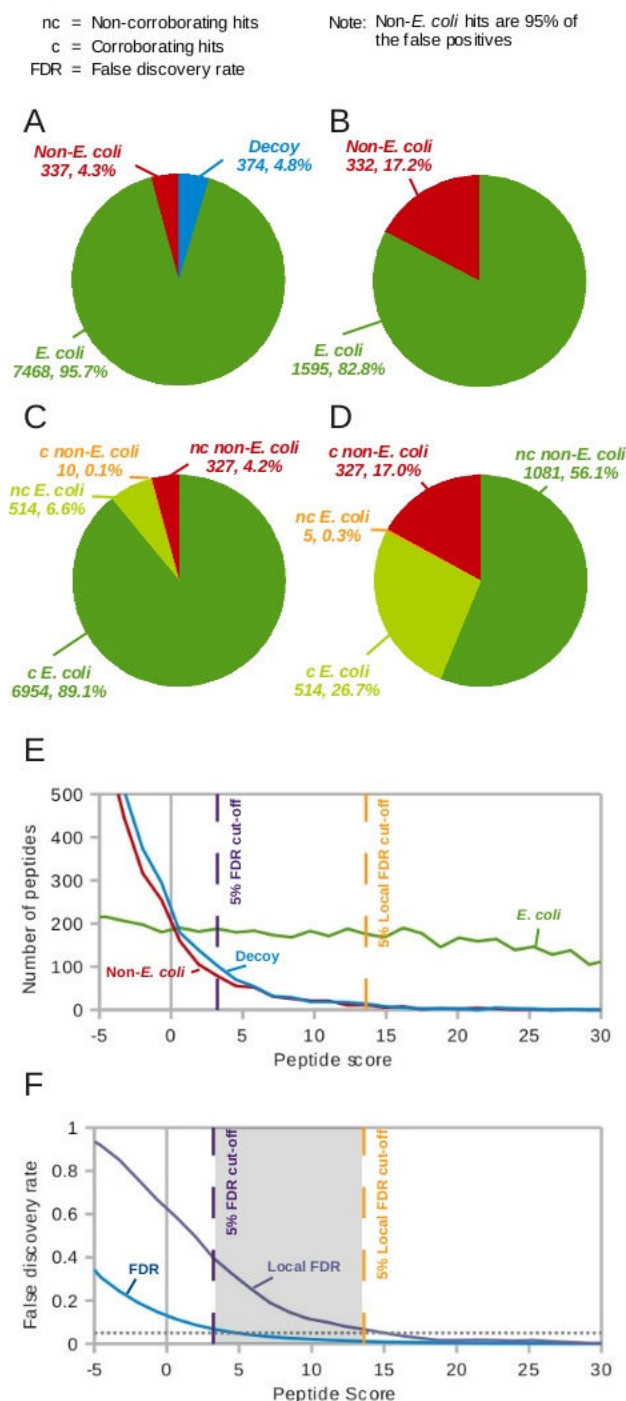 nc = Non-corroborating hits
c = Corroborating hits
FDR = False discovery rate
Note: Non-E. coli hits are 95% of
the false positives
A
Non-E. coli
337, 4.3%
Decoy
374, 4.8%
E. coli
7468, 95.7%
B
Non-E. coli
332, 17.2%
E. coli
1595, 82.8%
C
c non-E. coli
10, 0.1%
nc non-E. coli
327, 4.2%
nc E. coli
514, 6.6%
c E. coli
6954, 89.1%
D
c non-E. coli
327, 17.0%
nc non-E. coli
1081, 56.1%
nc E. coli
5, 0.3%
c E. coli
514, 26.7%
E
Number of peptides
500
400
300
200
100
0
5% FDR cut-off
5% Local FDR cut-off
E. coli
Decoy
Non-E. coli
-5 0 5 10 15 20 25 30
Peptide score
F
False discovery rate
1
0.8
0.6
0.4
0.2
0
5% FDR cut-off
5% Local FDR cut-off
FDR
Local FDR
-5 0 5 10 15 20 25 30
Peptide Score